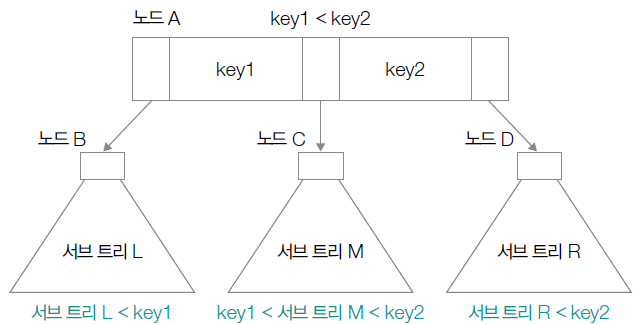 노드 A
key1 < key2
key1
key2
노드 B
노드 C
노드 D
서브 트리 L
서브 트리 M
서브 트리 R
서브 트리 L < key1
key1 < 서브 트리 M < key2
서브 트리 R < key2